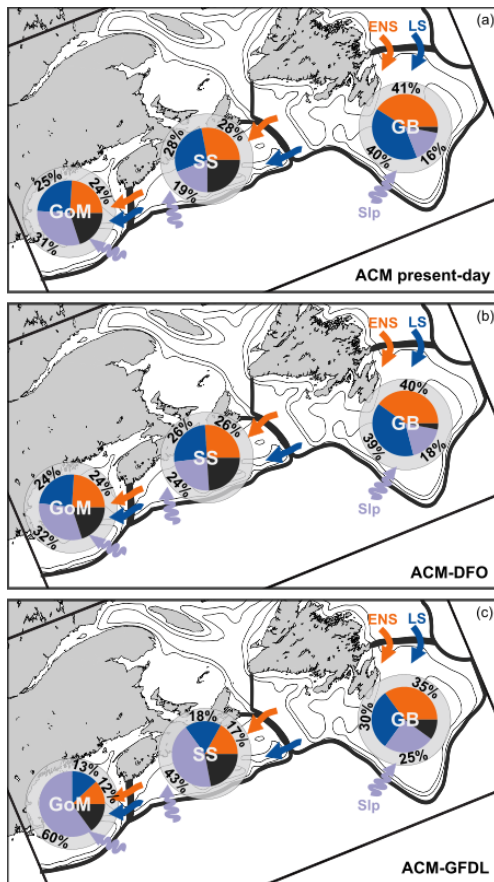 (a)
ENS LS
41%
GB
40% 16%
Slp
28% 28%
SS
19%
25% 24%
GoM
31%
ACM present-day
(b)
ENS LS
40%
GB
39% 18%
Slp
26% 26%
SS
24%
24% 24%
GoM
32%
ACM-DFO
(c)
ENS LS
35%
30% GB
25%
Slp
18% 17%
SS
43%
13% 12%
GoM
60%
ACM-GFDL